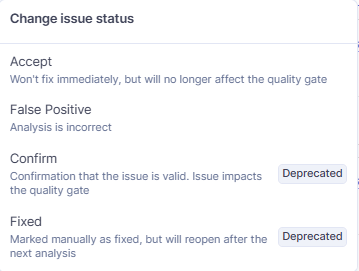 Change issue status
Accept
Won't fix immediately, but will no longer affect the quality gate
False Positive
Analysis is incorrect
Confirm
Confirmation that the issue is valid. Issue impacts
the quality gate
Deprecated
Fixed
Marked manually as fixed, but will reopen after the
next analysis
Deprecated